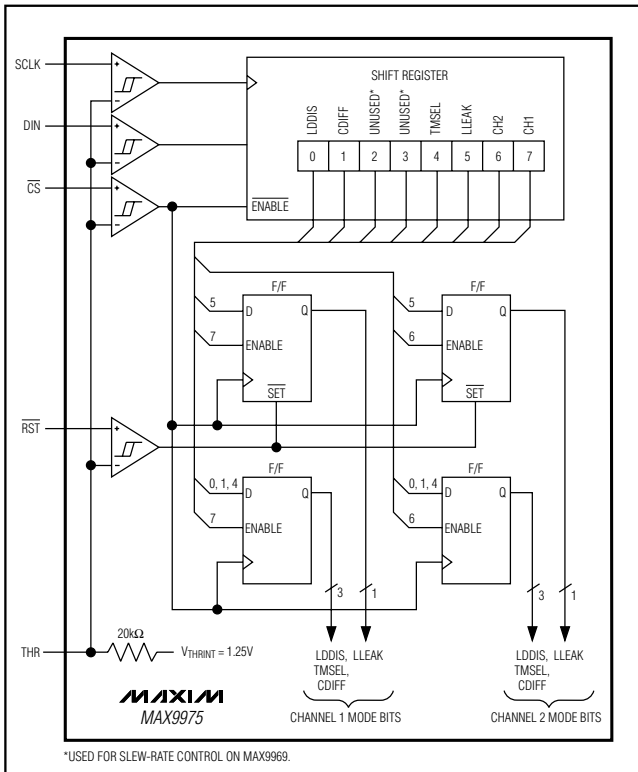 SCLK
DIN
CS
RST
THR
SHIFT REGISTER
LDDIS
CDIFF
UNUSED*
UNUSED*
TMSEL
LLEAK
CH2
CH1
0 1 2 3 4 5 6 7
ENABLE
F/F
5
D
Q
7
ENABLE
SET
F/F
5
D
Q
6
ENABLE
SET
F/F
0, 1, 4
D
Q
7
ENABLE
3
1
F/F
0, 1, 4
D
Q
6
ENABLE
3
1
20kΩ
VTHRINT = 1.25V
LDDIS, LLEAK
TMSEL,
CDIFF
CHANNEL 1 MODE BITS
LDDIS, LLEAK
TMSEL,
CDIFF
CHANNEL 2 MODE BITS
MAXIM
MAX9975
*USED FOR SLEW-RATE CONTROL ON MAX9969.